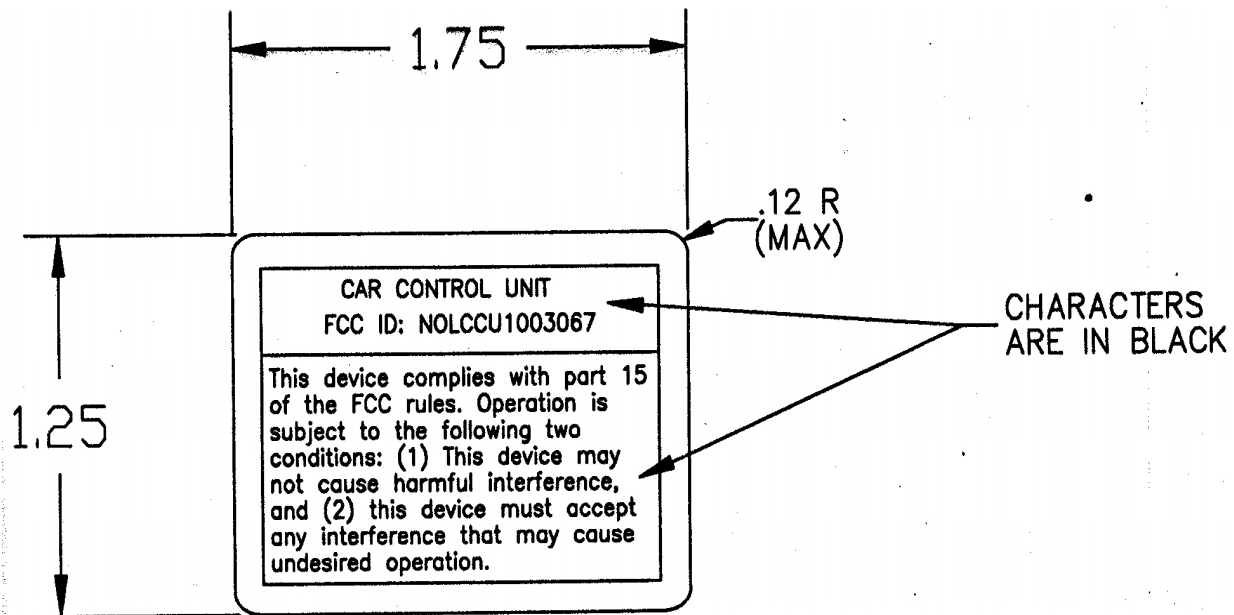 1.75
.12 R
(MAX)
CAR CONTROL UNIT
FCC ID: NOLCCU1003067
CHARACTERS
ARE IN BLACK
This device complies with part 15
of the FCC rules. Operation is
subject to the following two
conditions: (1) This device may
not cause harmful interference,
and (2) this device must accept
any interference that may cause
undesired operation.
1.25